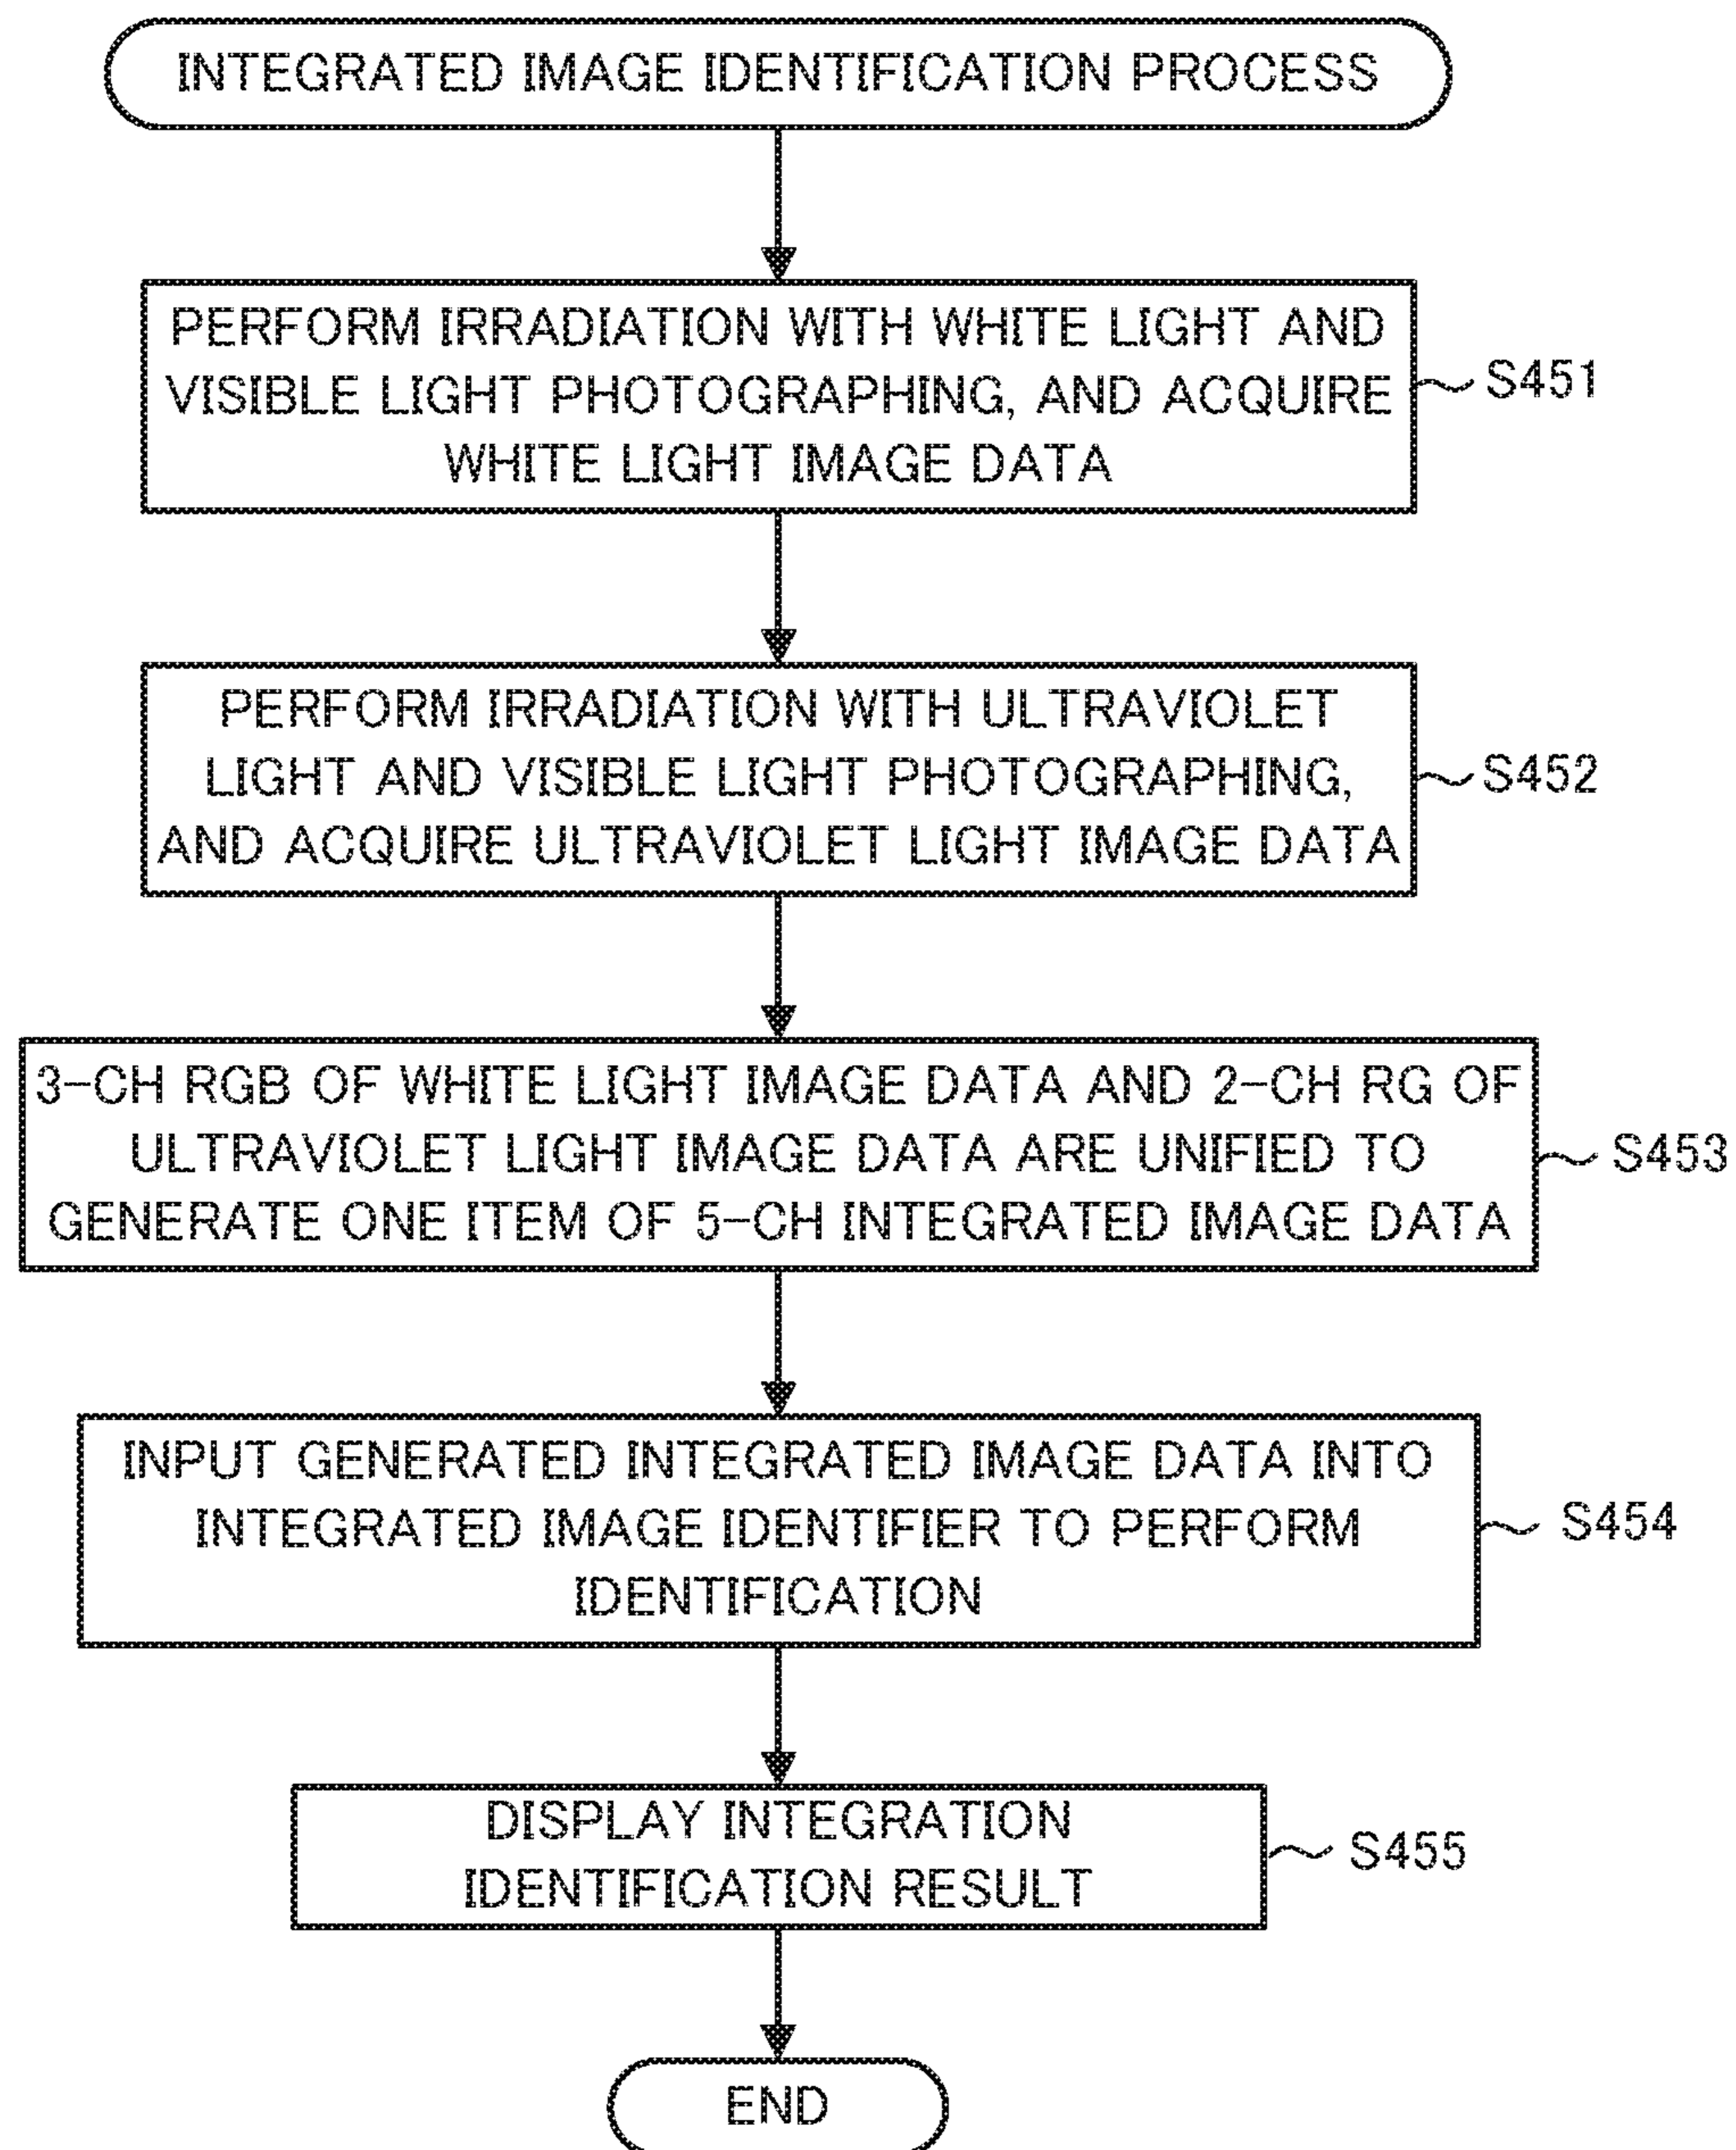 INTEGRATED IMAGE IDENTIFICATION PROCESS
PERFORM IRRADIATION WITH WHITE LIGHT AND
VISIBLE LIGHT PHOTOGRAPHING, AND ACQUIRE
WHITE LIGHT IMAGE DATA
S451
PERFORM IRRADIATION WITH ULTRAVIOLET
LIGHT AND VISIBLE LIGHT PHOTOGRAPHING,
AND ACQUIRE ULTRAVIOLET LIGHT IMAGE DATA
S452
3-CH RGB OF WHITE LIGHT IMAGE DATA AND 2-CH RG OF
ULTRAVIOLET LIGHT IMAGE DATA ARE UNIFIED TO
GENERATE ONE ITEM OF 5-CH INTEGRATED IMAGE DATA
S453
INPUT GENERATED INTEGRATED IMAGE DATA INTO
INTEGRATED IMAGE IDENTIFIER TO PERFORM
IDENTIFICATION
S454
DISPLAY INTEGRATION
IDENTIFICATION RESULT
S455
END